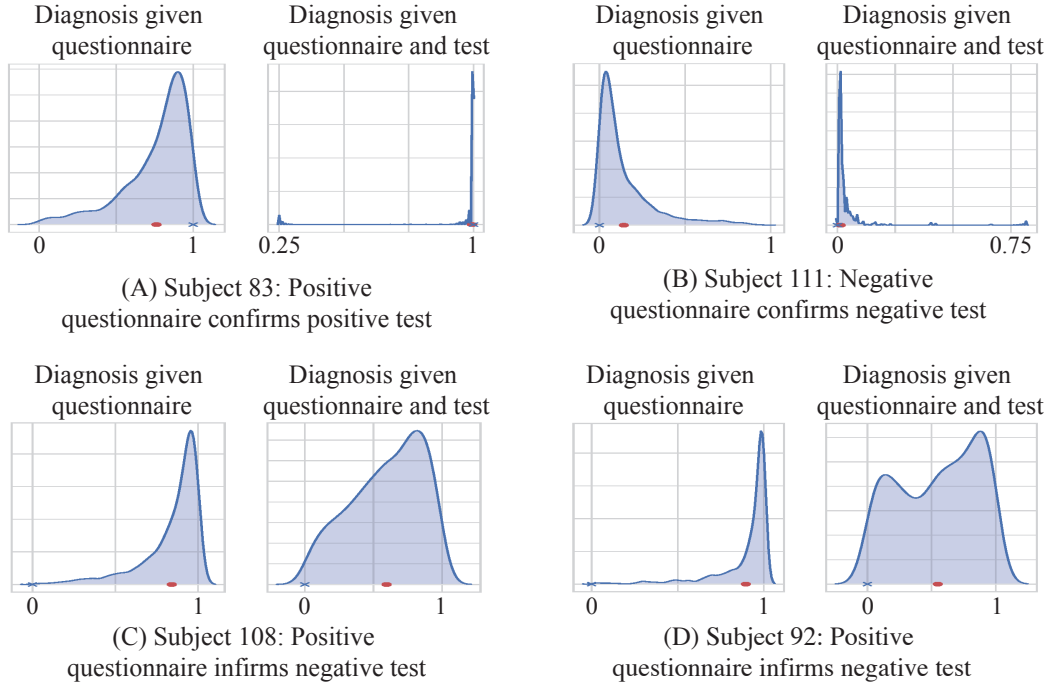 Diagnosis given
questionnaire
Diagnosis given
questionnaire and test
0
1
0.25
1
(A) Subject 83: Positive
questionnaire confirms positive test
Diagnosis given
questionnaire
Diagnosis given
questionnaire and test
0
1
0
0.75
(B) Subject 111: Negative
questionnaire confirms negative test
Diagnosis given
questionnaire
Diagnosis given
questionnaire and test
0
1
0
1
(C) Subject 108: Positive
questionnaire infirms negative test
Diagnosis given
questionnaire
Diagnosis given
questionnaire and test
0
1
0
1
(D) Subject 92: Positive
questionnaire infirms negative test